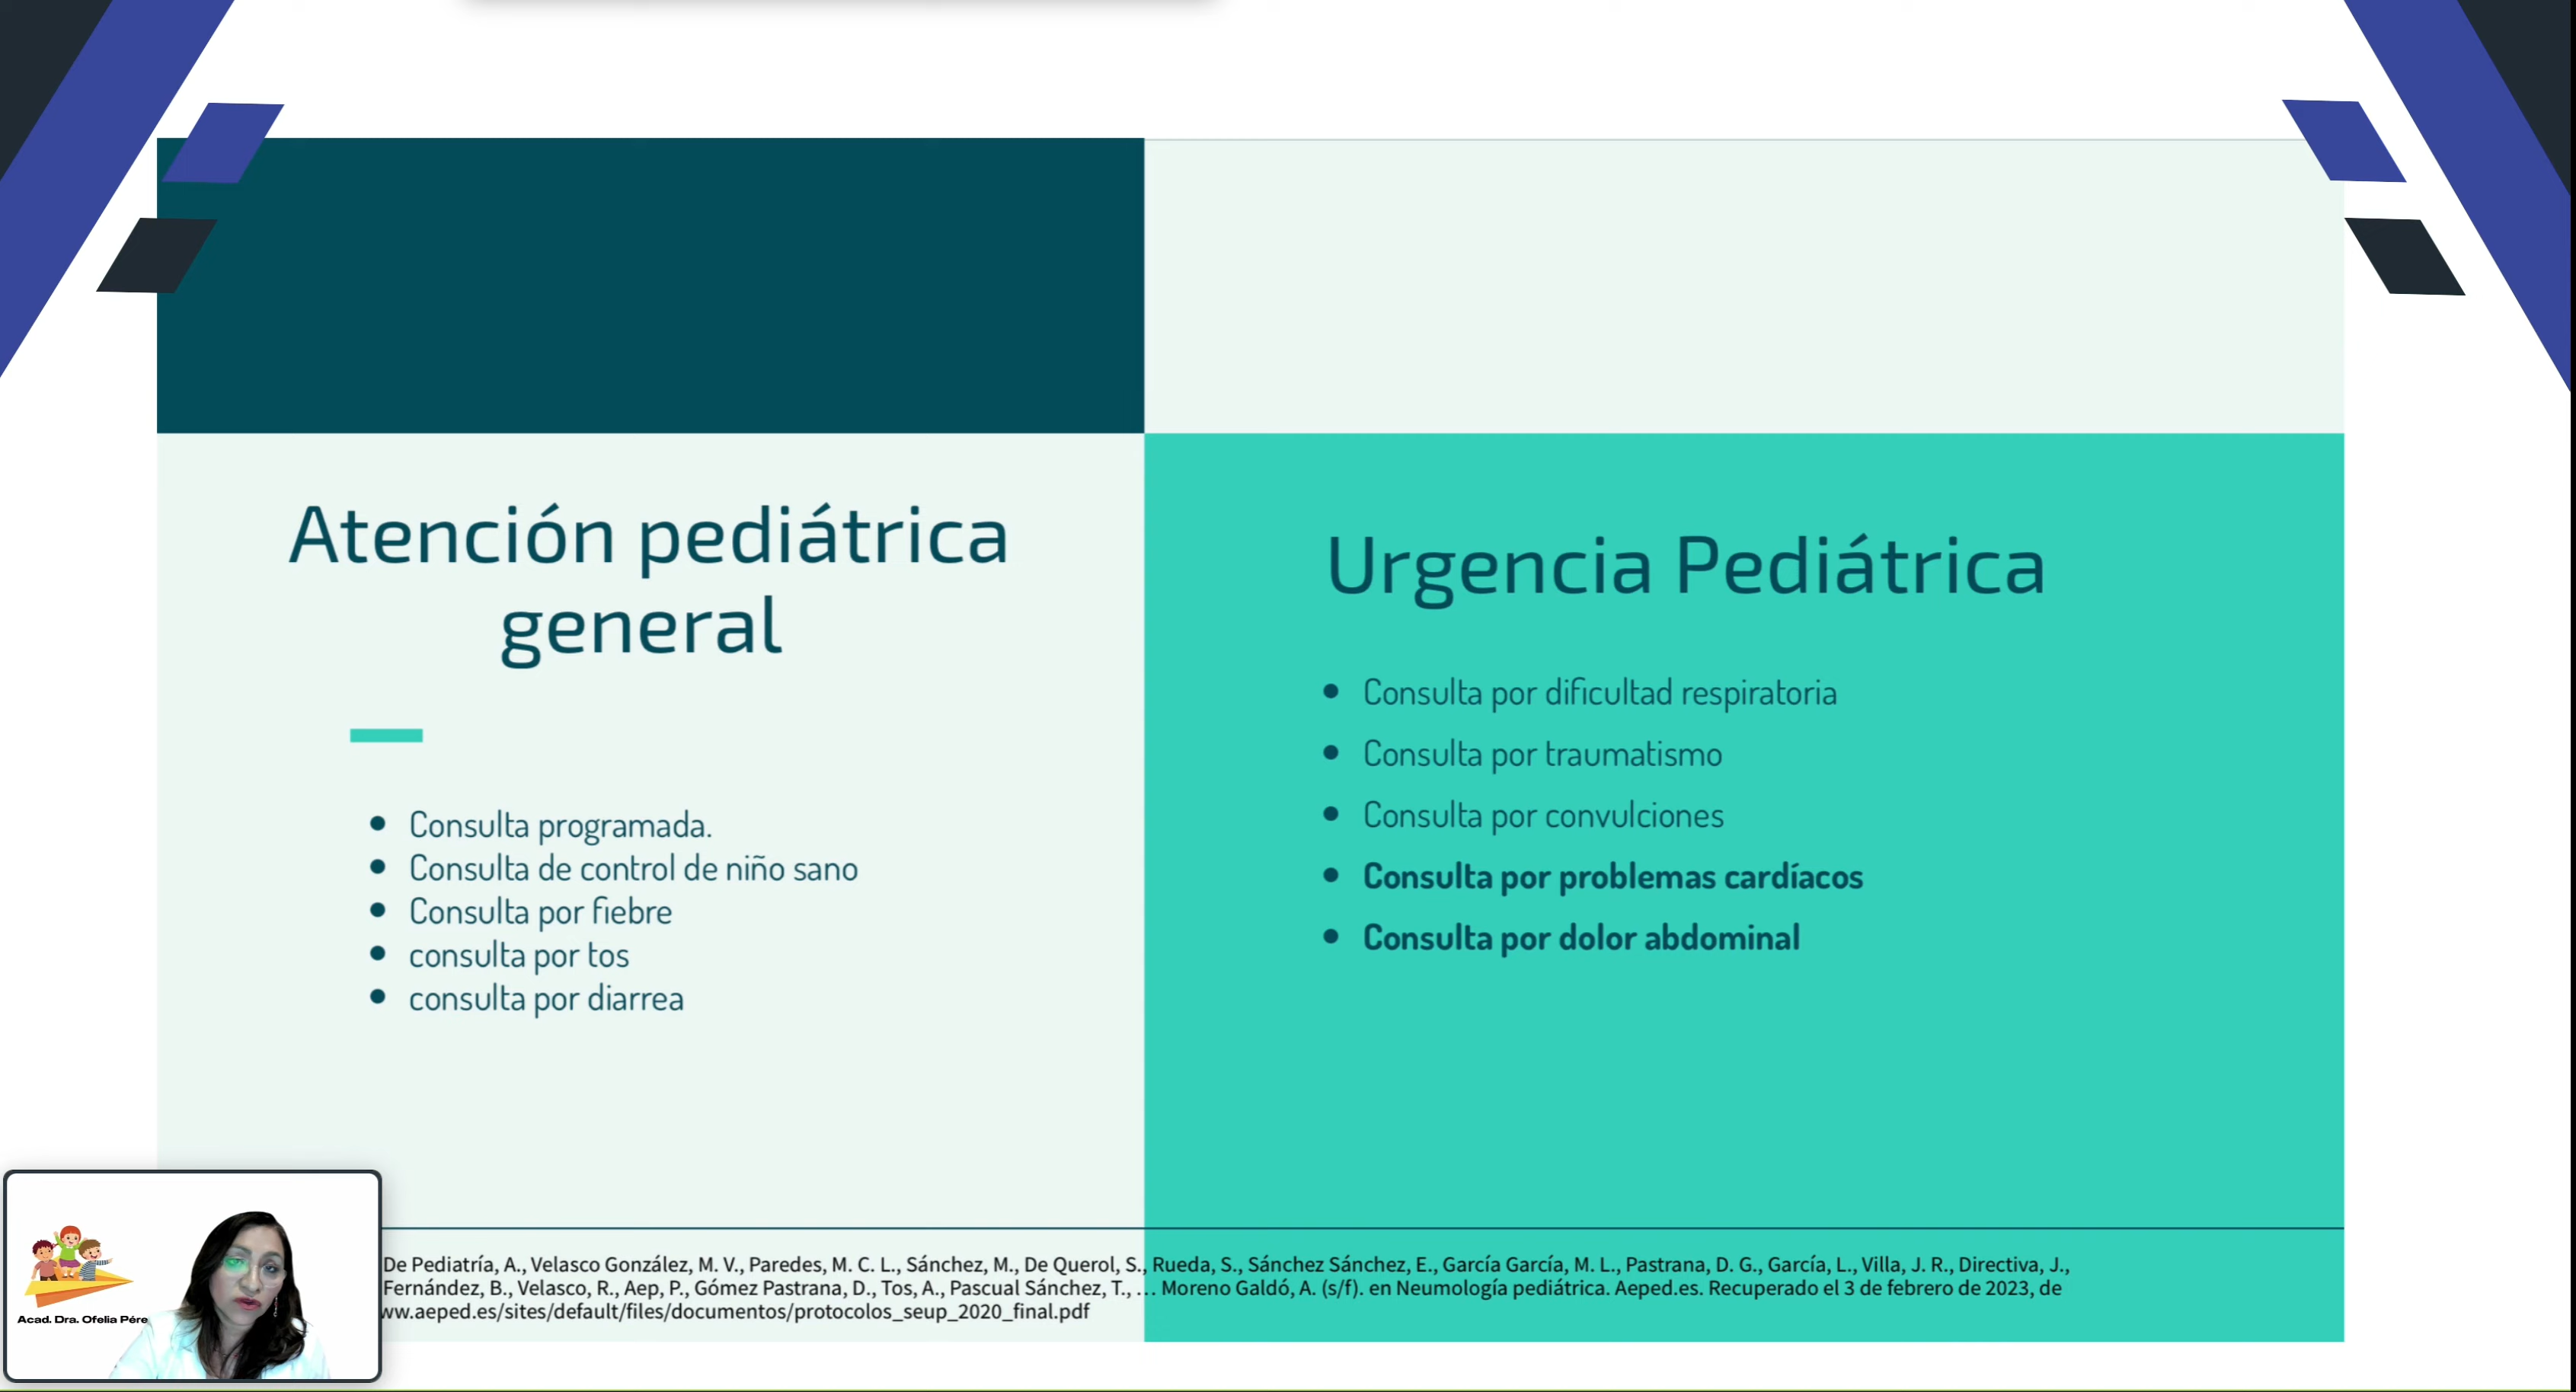 Atención pediátrica
general
Consulta programada.
Consulta de control de niño sano
Consulta por fiebre
consulta por tos
consulta por diarrea
Urgencia Pediátrica
Consulta por dificultad respiratoria
Consulta por traumatismo
Consulta por convulciones
Consulta por problemas cardíacos
Consulta por dolor abdominal
De Pediatría, A., Velasco González, M. V., Paredes, M. C. L., Sánchez, M., De Querol, S., Rueda, S., Sánchez Sánchez, E., García García, M. L., Pastrana, D. G., García, L., Villa, J. R., Directiva, J.,
Fernández, B., Velasco, R., Aep, P., Gómez Pastrana, D., Tos, A., Pascual Sánchez, T., … Moreno Galdó, A. (s/f). en Neumología pediátrica. Aeped.es. Recuperado el 3 de febrero de 2023, de
ww.aeped.es/sites/default/files/documentos/protocolos_seup_2020_final.pdf
Acad. Dra. Ofelia Pére